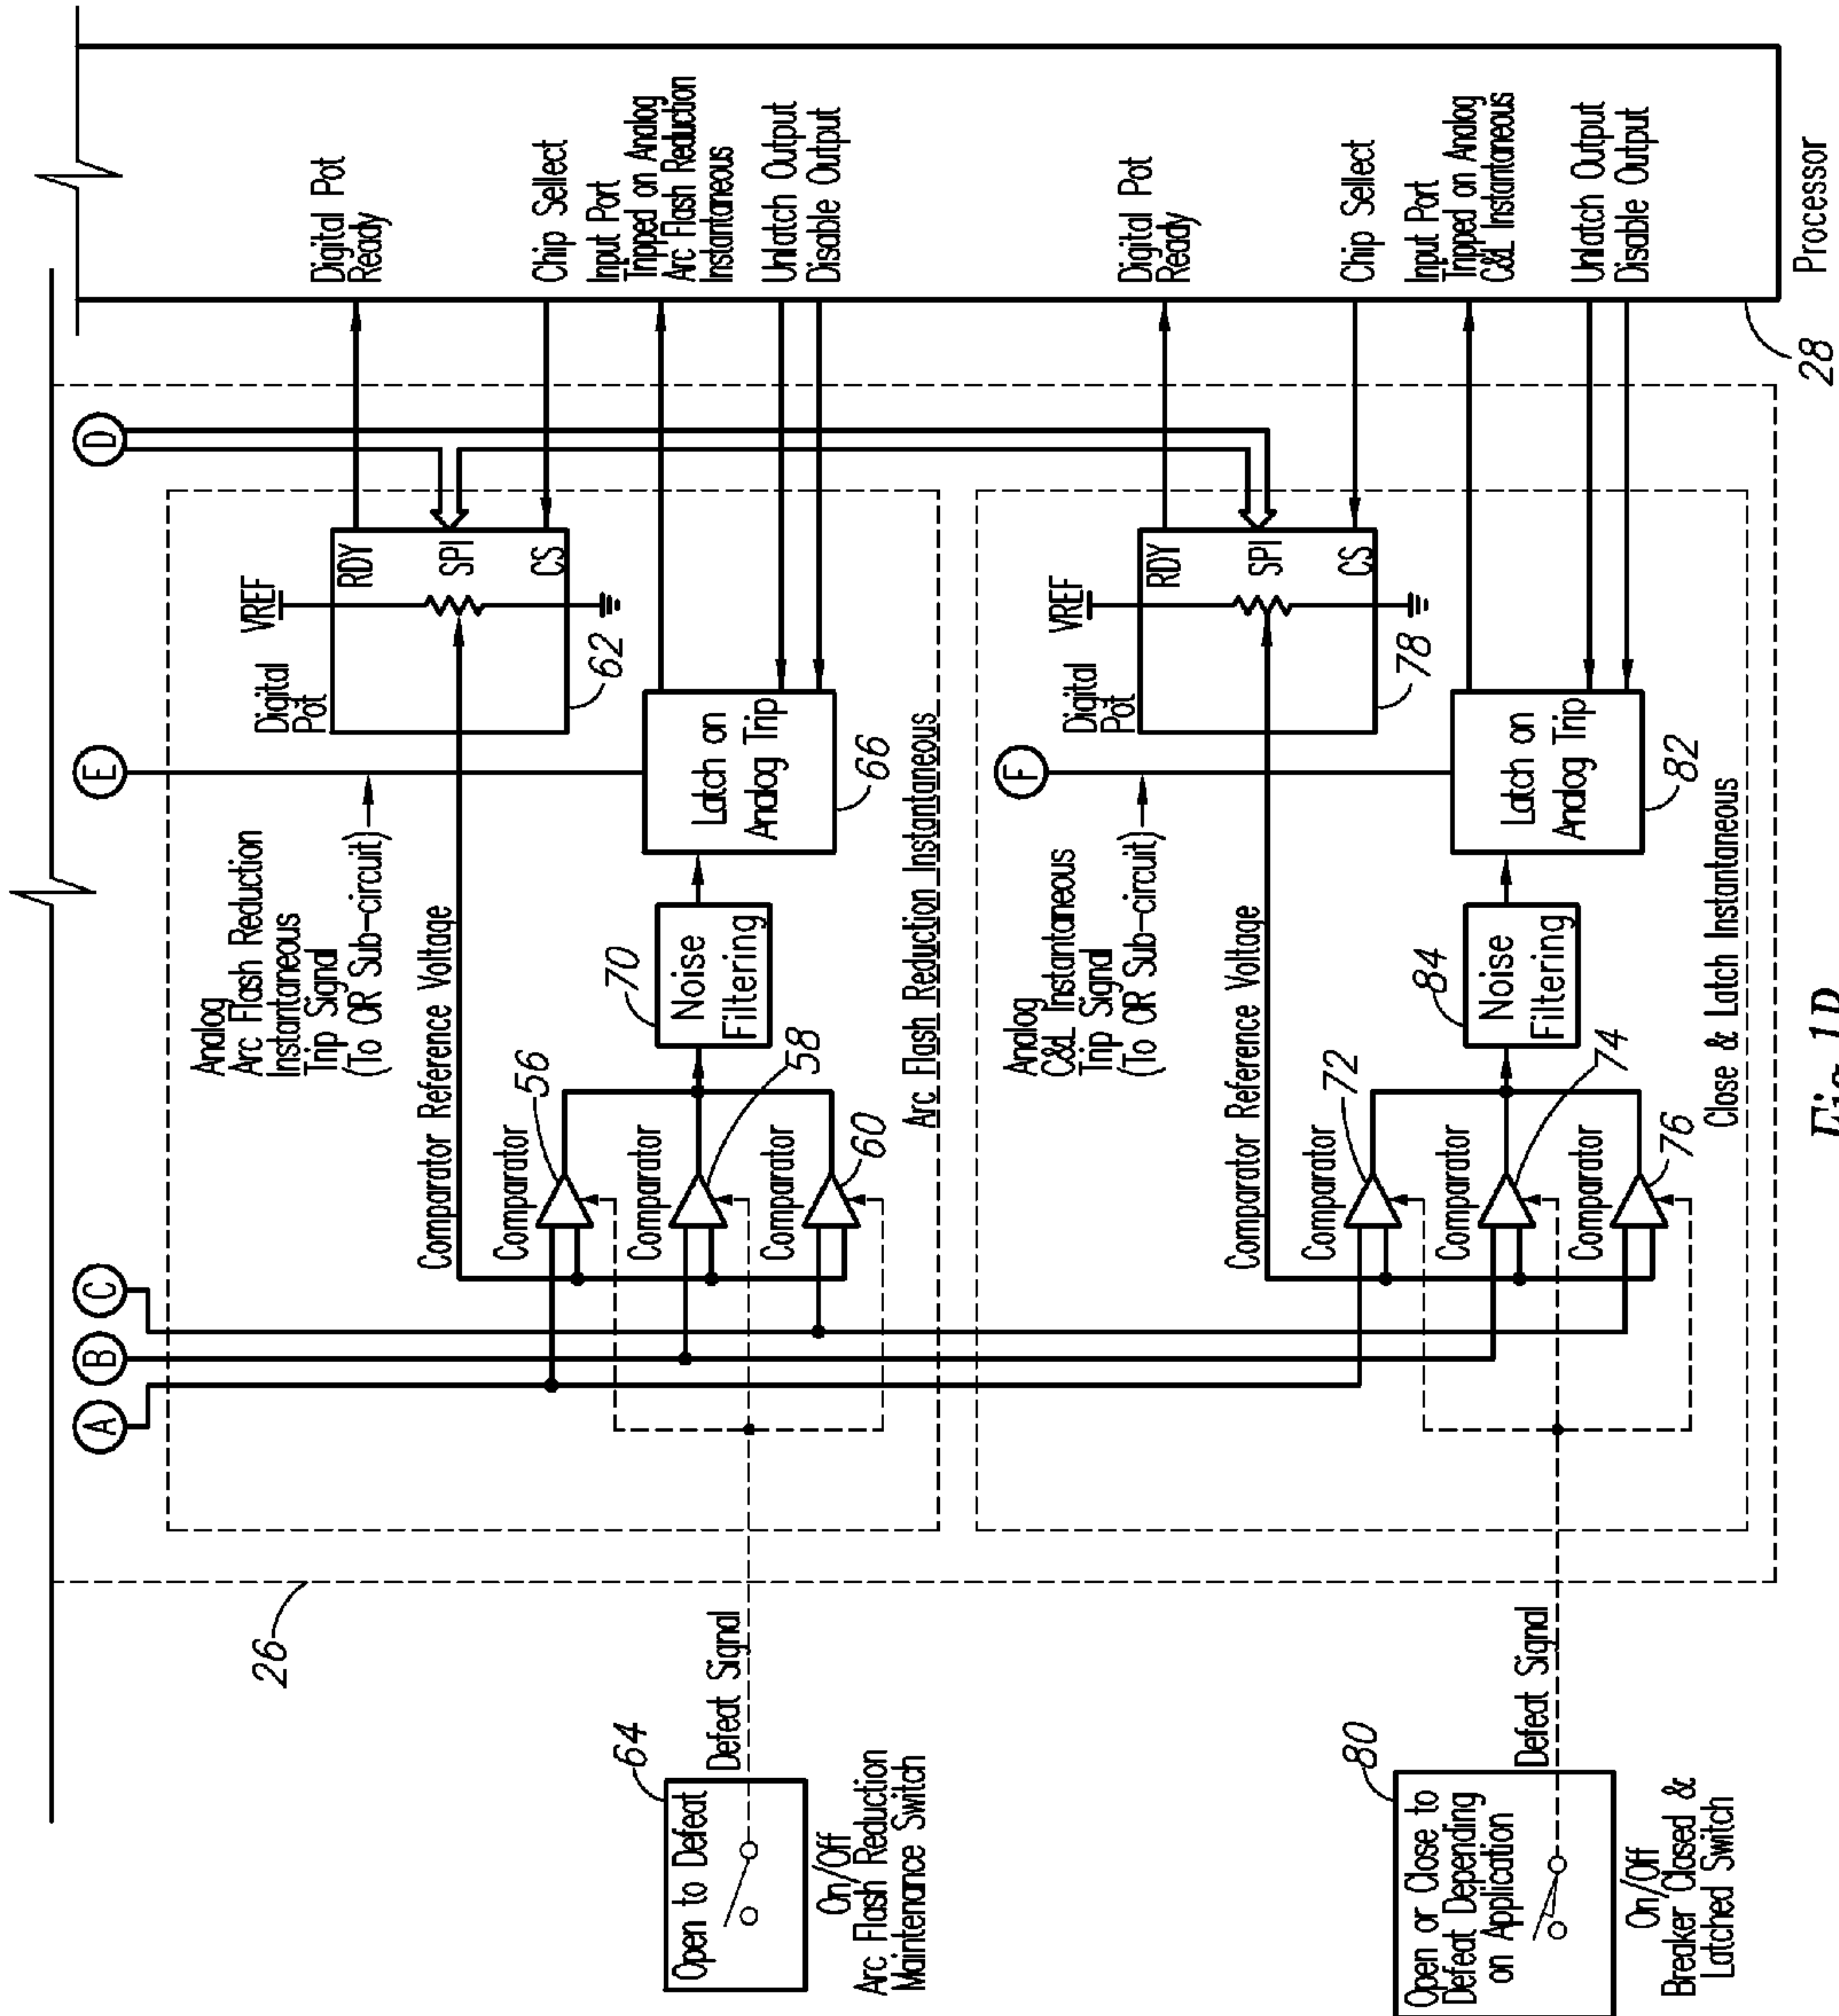 A
B
C
E
D
26
Analog
Arc Flash Reduction
Instantaneous
Trip Signal
(To OR Sub-circuit)
Digital
Pot
VREF
RDY
SPI
CS
62
Digital Pot
Ready
Chip Sellect
Input Port
Tripped on Analog
Arc Flash Reduction
Instantaneous
Unlatch Output
Disable Output
Comparator Reference Voltage
Comparator
56
Comparator
58
Comparator
60
70
Noise
Filtering
Latch on
Analog Trip
66
Arc Flash Reduction Instantaneous
64
Open to Defeat
Defeat Signal
On/Off
Arc Flash Reduction
Maintenance Switch
F
Analog
C&L Instantaneous
Trip Signal
(To OR Sub-circuit)
Digital
Pot
VREF
RDY
SPI
CS
78
Digital Pot
Ready
Chip Select
Input Port
Tripped on Analog
C&L Instantaneous
Unlatch Output
Disable Output
Comparator Reference Voltage
Comparator
72
Comparator
74
Comparator
76
84
Noise
Filtering
Latch on
Analog Trip
82
Close & Latch Instantaneous
80
Open or Close to
Defeat Depending
on Application
Defeat Signal
On/Off
Breaker Closed &
Latched Switch
28
Processor
Fig. 1D